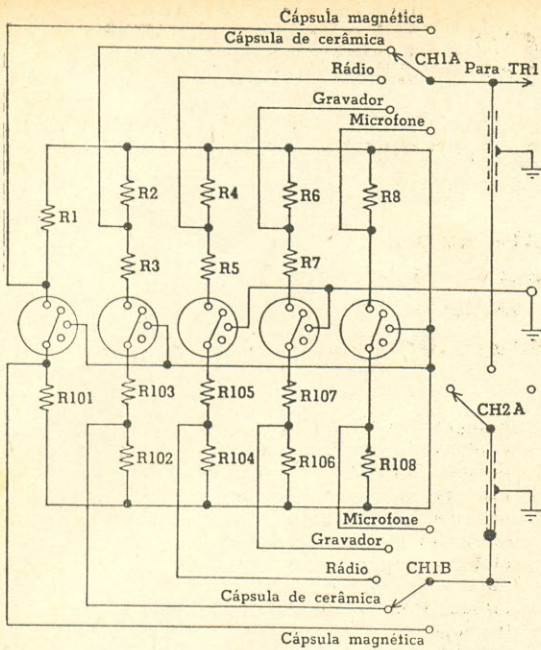 Cápsula magnética
Cápsula de cerâmica
CH1A
Rádio
Para TR1
Gravador
Microfone
R2
R4
R6
R8
R1
R3
R5
R7
R101
R103
R105
R107
CH2A
R102
R104
R106
R108
Microfone
Gravador
Rádio
CH1B
Cápsula de cerâmica
Cápsula magnética